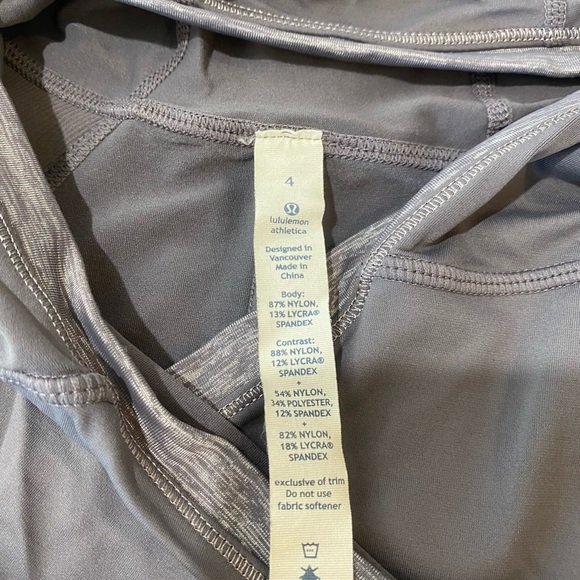 4
lululemon
athletica
Designed in
Vancouver
Made in
China
Body:
87% NYLON,
13% LYCRA®
SPANDEX
Contrast:
88% NYLON,
12% LYCRA®
SPANDEX
+
54% NYLON,
34% POLYESTER,
12% SPANDEX
+
82% NYLON,
18% LYCRA®
SPANDEX
exclusive of trim
Do not use
fabric softener